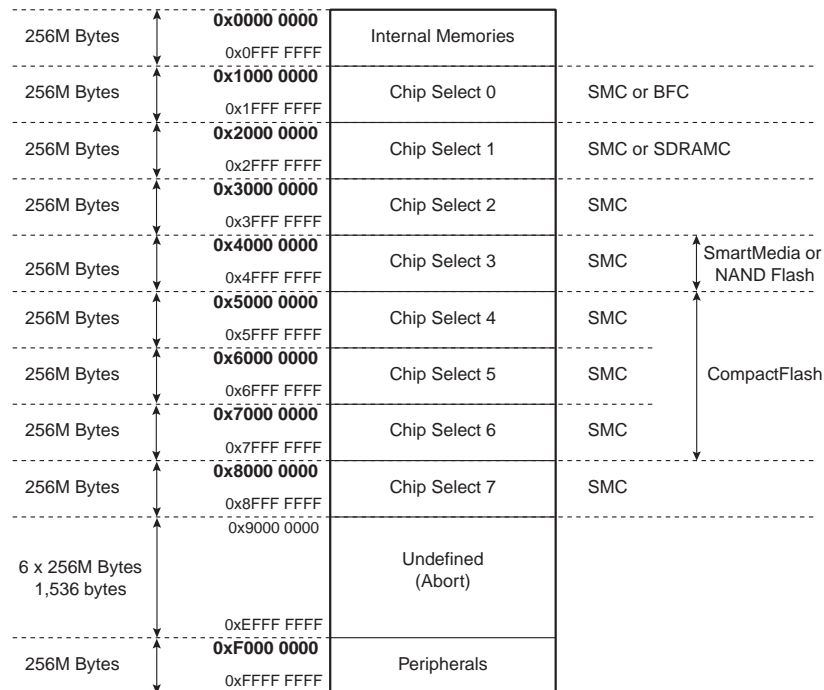 0x0000 0000
256M Bytes
Internal Memories
0x0FFF FFFF
0x1000 0000
256M Bytes
Chip Select 0
SMC or BFC
0x1FFF FFFF
0x2000 0000
256M Bytes
Chip Select 1
SMC or SDRAMC
0x2FFF FFFF
0x3000 0000
256M Bytes
Chip Select 2
SMC
0x3FFF FFFF
0x4000 0000
256M Bytes
Chip Select 3
SMC
SmartMedia or
NAND Flash
0x4FFF FFFF
0x5000 0000
256M Bytes
Chip Select 4
SMC
0x5FFF FFFF
0x6000 0000
256M Bytes
Chip Select 5
SMC
CompactFlash
0x6FFF FFFF
0x7000 0000
256M Bytes
Chip Select 6
SMC
0x7FFF FFFF
0x8000 0000
256M Bytes
Chip Select 7
SMC
0x8FFF FFFF
0x9000 0000
6 x 256M Bytes
1,536 bytes
Undefined
(Abort)
0xEFFF FFFF
0xF000 0000
256M Bytes
Peripherals
0xFFFF FFFF